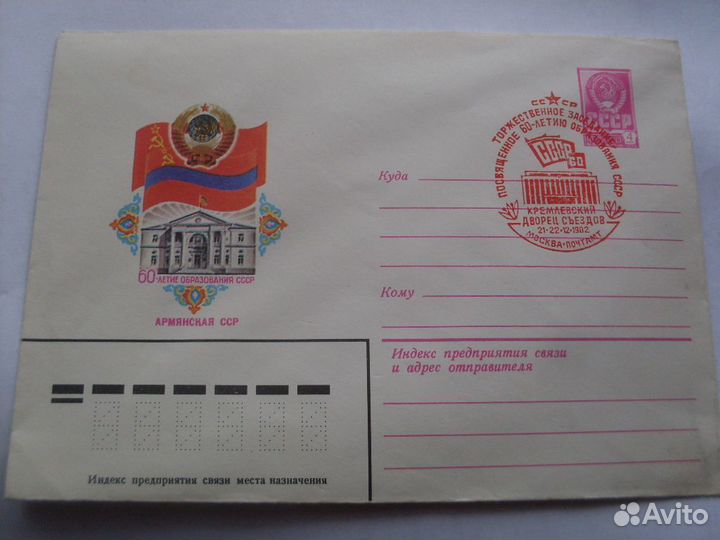 60-ЛЕТИЕ ОБРАЗОВАНИЯ СССР
АРМЯНСКАЯ ССР
СССР
СССР
ТОРЖЕСТВЕННОЕ ЗАСЕДАНИЕ,
ПОСВЯЩЕННОЕ 60-ЛЕТИЮ ОБРАЗОВАНИЯ СССР
СССР
60
КРЕМЛЕВСКИЙ
ДВОРЕЦ СЪЕЗДОВ
21-22·12·1982
МОСКВА·ПОЧТАМТ
Куда
Кому
Индекс предприятия связи
и адрес отправителя
Индекс предприятия связи места назначения
Avito